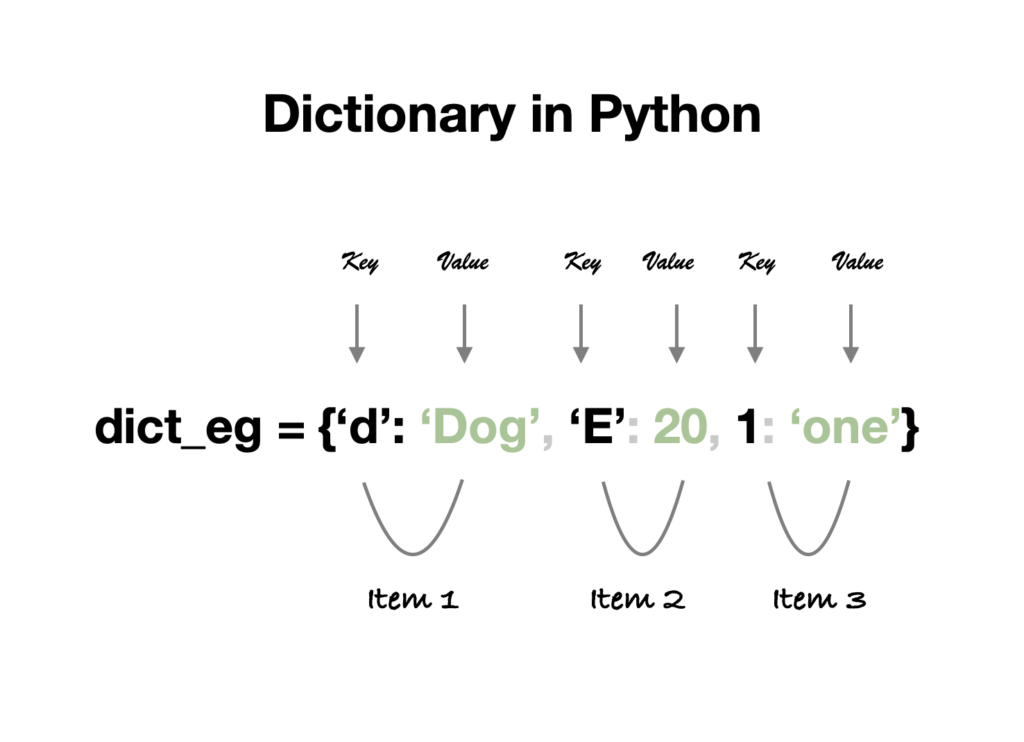 Dictionary in Python
Key Value Key Value Key Value
dict_eg = {‘d’: ‘Dog’, ‘E’: 20, 1: ‘one’}
Item 1 Item 2 Item 3